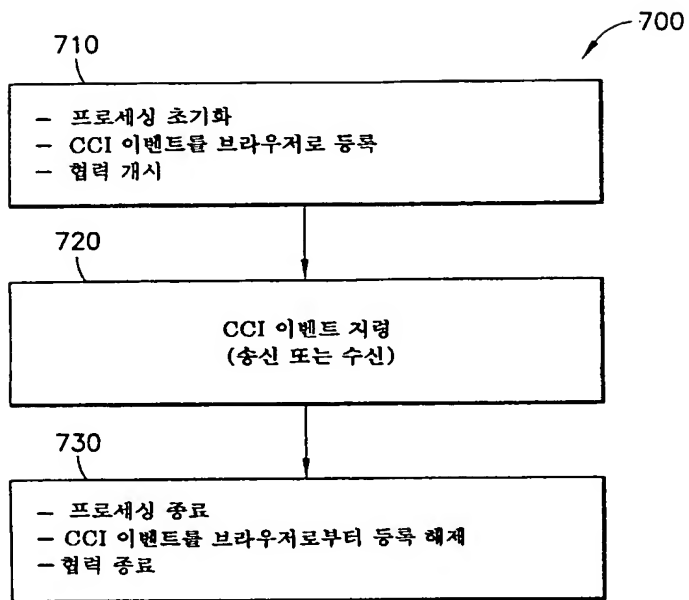 700
710
– 프로세싱 초기화
– CCI 이벤트를 브라우저로 등록
– 협력 개시
720
CCI 이벤트 지령
(송신 또는 수신)
730
– 프로세싱 종료
– CCI 이벤트를 브라우저로부터 등록 해제
– 협력 종료